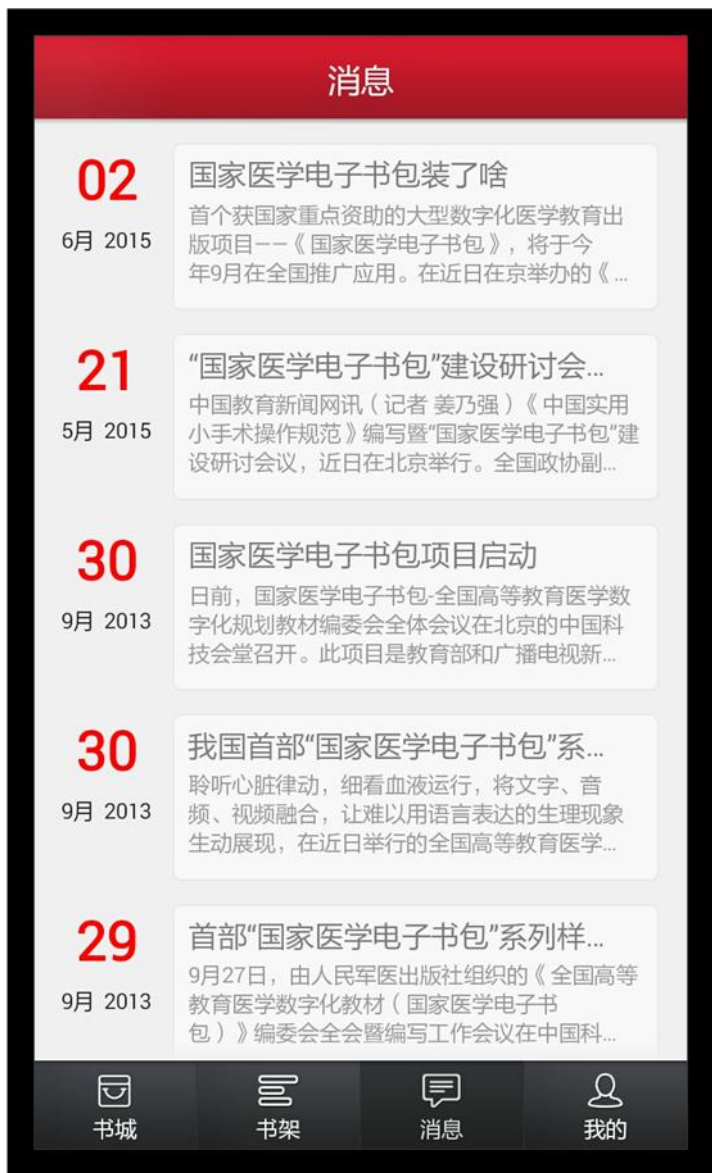 消息
02
6月 2015
国家医学电子书包装了啥
首个获国家重点资助的大型数字化医学教育出
版项目——《国家医学电子书包》，将于今
年9月在全国推广应用。在近日在京举办的《...
21
5月 2015
“国家医学电子书包”建设研讨会...
中国教育新闻网讯（记者 姜乃强）《中国实用
小手术操作规范》编写暨“国家医学电子书包”建
设研讨会议，近日在北京举行。全国政协副...
30
9月 2013
国家医学电子书包项目启动
日前，国家医学电子书包-全国高等教育医学数
字化规划教材编委会全体会议在北京的中国科
技会堂召开。此项目是教育部和广播电视新...
30
9月 2013
我国首部“国家医学电子书包”系...
聆听心脏律动，细看血液运行，将文字、音
频、视频融合，让难以用语言表达的生理现象
生动展现，在近日举行的全国高等教育医学...
29
9月 2013
首部“国家医学电子书包”系列样...
9月27日，由人民军医出版社组织的《全国高等
教育医学数字化教材（国家医学电子书
包）》编委会全会暨编写工作会议在中国科...
书城
书架
消息
我的